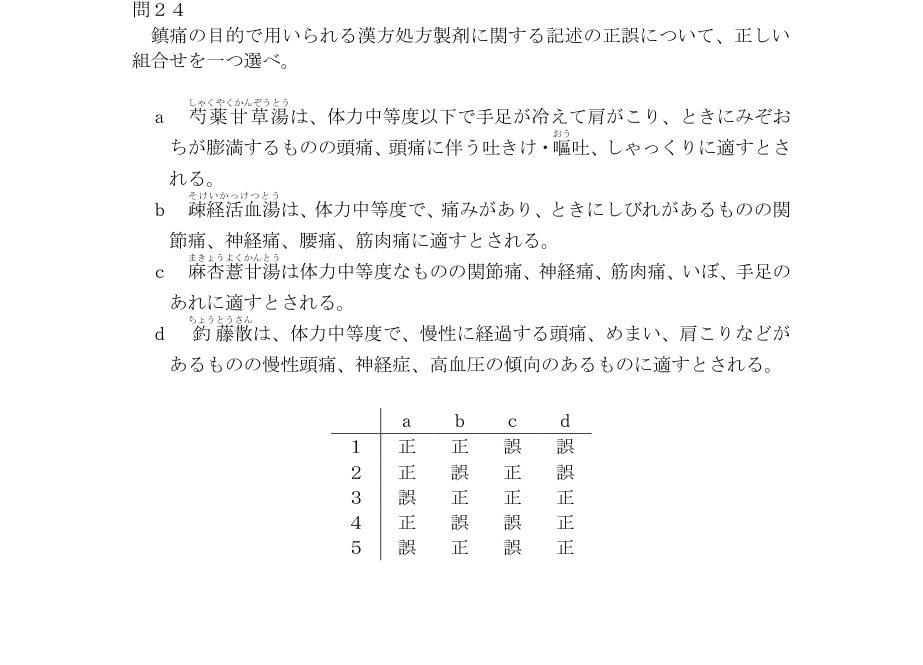 問２４
鎮痛の目的で用いられる漢方処方製剤に関する記述の正誤について、正しい
組合せを一つ選べ。
しゃくやくかんぞうとう
a 芍薬甘草湯は、体力中等度以下で手足が冷えて肩がこり、ときにみぞお
おう
ちが膨満するものの頭痛、頭痛に伴う吐きけ・嘔吐、しゃっくりに適すとさ
れる。
そけいかっけつとう
b 疎経活血湯は、体力中等度で、痛みがあり、ときにしびれがあるものの関
節痛、神経痛、腰痛、筋肉痛に適すとされる。
まきょうよくかんとう
c 麻杏薏甘湯は体力中等度なものの関節痛、神経痛、筋肉痛、いぼ、手足の
あれに適すとされる。
ちょうとうさん
d 釣藤散は、体力中等度で、慢性に経過する頭痛、めまい、肩こりなどが
あるものの慢性頭痛、神経症、高血圧の傾向のあるものに適すとされる。
a b c d
1 正 正 誤 誤
2 正 誤 正 誤
3 誤 正 正 正
4 正 誤 誤 正
5 誤 正 誤 正